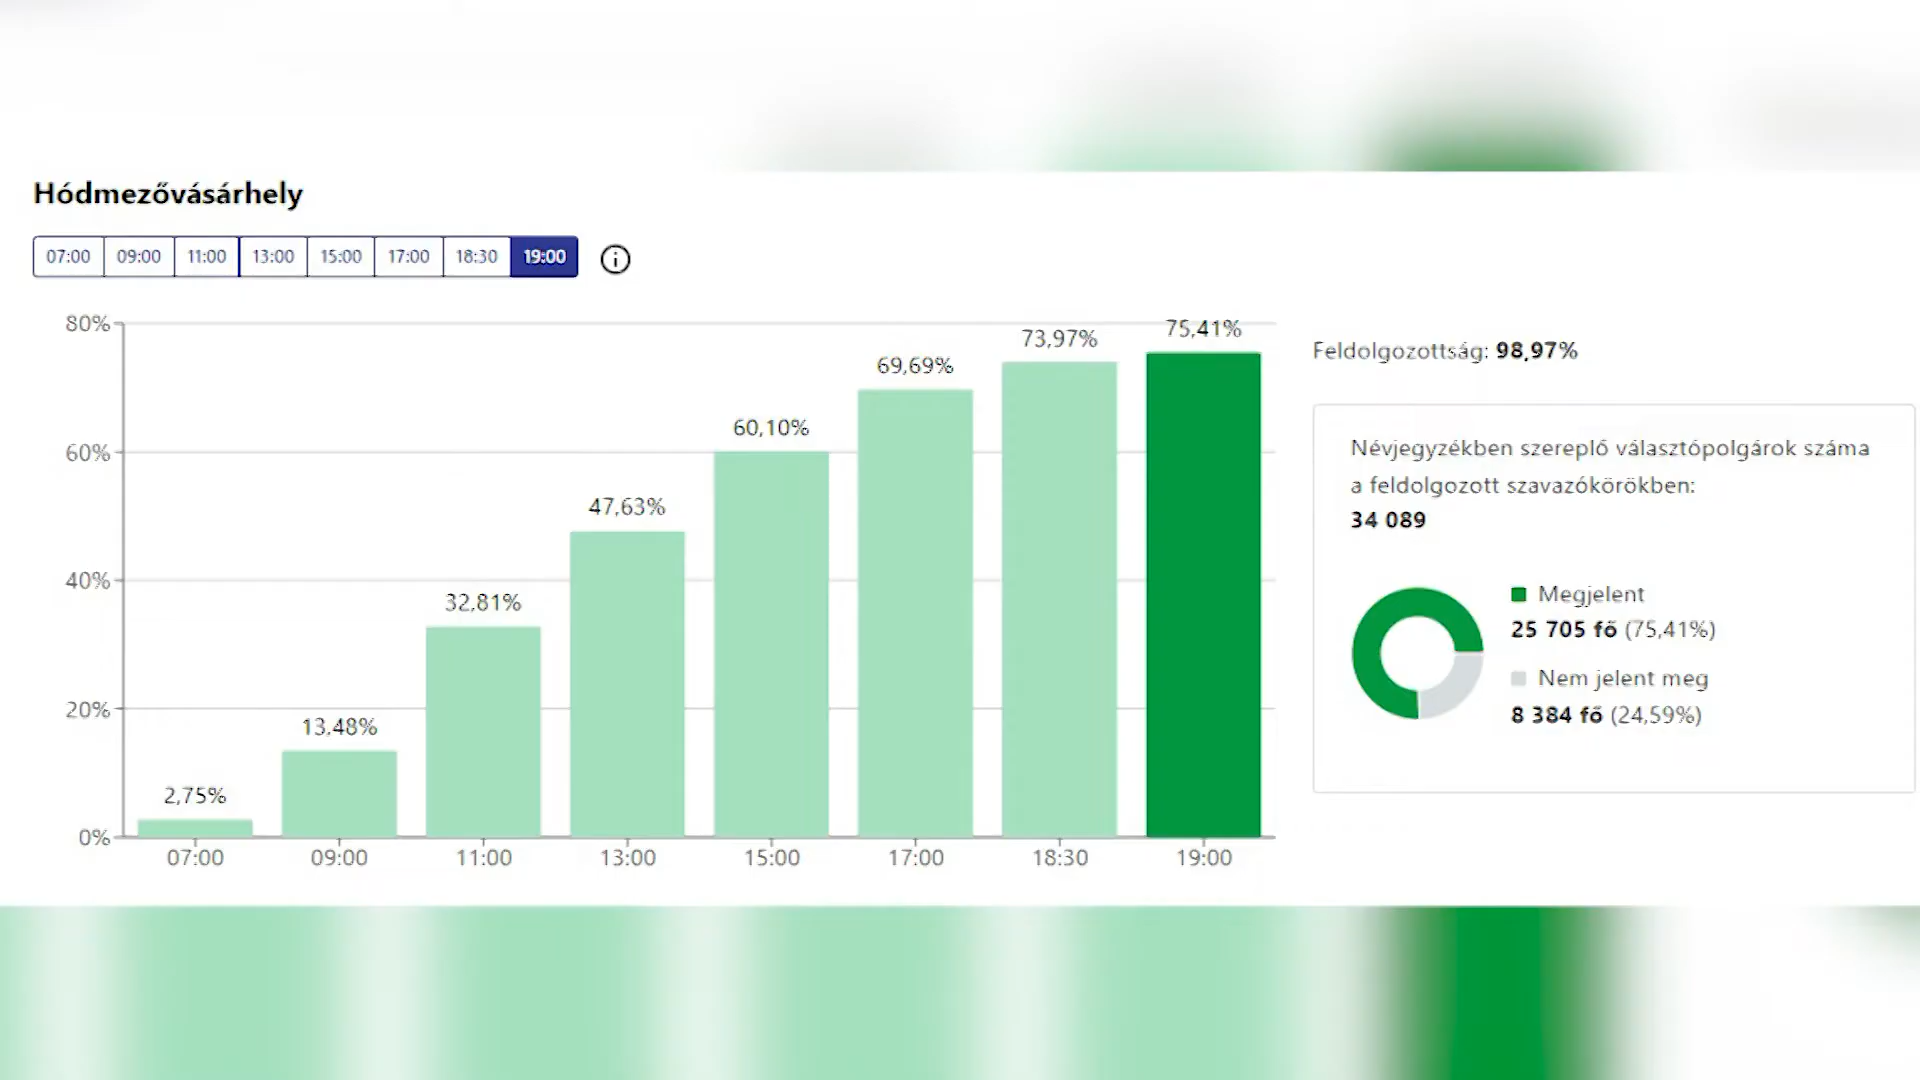 Hódmezővásárhely
07:00 09:00 11:00 13:00 15:00 17:00 18:30 19:00
80%
60%
40%
20%
0%
2,75%
13,48%
32,81%
47,63%
60,10%
69,69%
73,97%
75,41%
07:00 09:00 11:00 13:00 15:00 17:00 18:30 19:00
Feldolgozottság: 98,97%
Névjegyzékben szereplő választópolgárok száma
a feldolgozott szavazókörökben:
34 089
Megjelent
25 705 fő (75,41%)
Nem jelent meg
8 384 fő (24,59%)